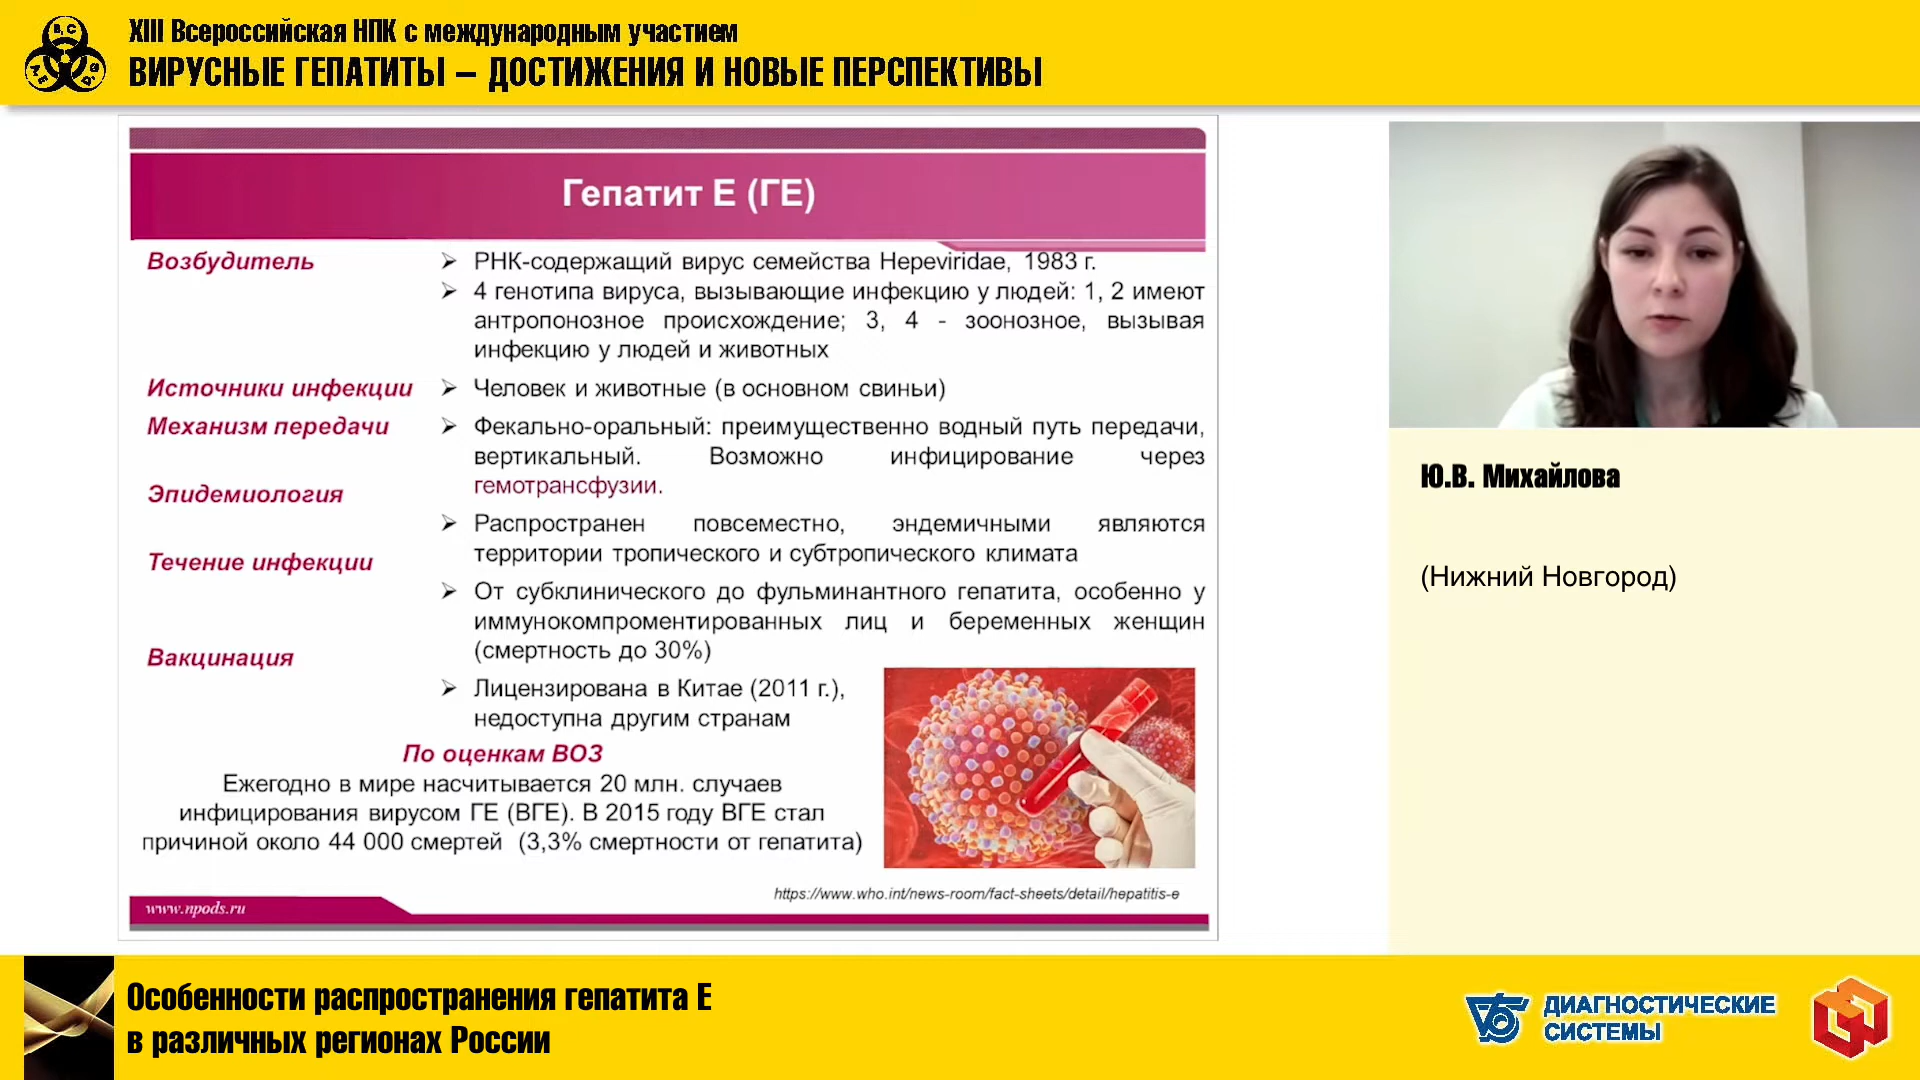 XIII Всероссийская НПК с международным участием
ВИРУСНЫЕ ГЕПАТИТЫ – ДОСТИЖЕНИЯ И НОВЫЕ ПЕРСПЕКТИВЫ
Гепатит Е (ГЕ)
Возбудитель
➢ РНК-содержащий вирус семейства Hepeviridae, 1983 г.
➢ 4 генотипа вируса, вызывающие инфекцию у людей: 1, 2 имеют
антропонозное происхождение; 3, 4 - зоонозное, вызывая
инфекцию у людей и животных
Источники инфекции
➢ Человек и животные (в основном свиньи)
Механизм передачи
➢ Фекально-оральный: преимущественно водный путь передачи,
вертикальный. Возможно инфицирование через
гемотрансфузии.
Эпидемиология
➢ Распространен повсеместно, эндемичными являются
территории тропического и субтропического климата
Течение инфекции
➢ От субклинического до фульминантного гепатита, особенно у
иммунокомпроментированных лиц и беременных женщин
(смертность до 30%)
Вакцинация
➢ Лицензирована в Китае (2011 г.),
недоступна другим странам
По оценкам ВОЗ
Ежегодно в мире насчитывается 20 млн. случаев
инфицирования вирусом ГЕ (ВГЕ). В 2015 году ВГЕ стал
причиной около 44 000 смертей (3,3% смертности от гепатита)
https://www.who.int/news-room/fact-sheets/detail/hepatitis-e
www.npods.ru
Ю.В. Михайлова
(Нижний Новгород)
Особенности распространения гепатита Е
в различных регионах России
ДИАГНОСТИЧЕСКИЕ
СИСТЕМЫ